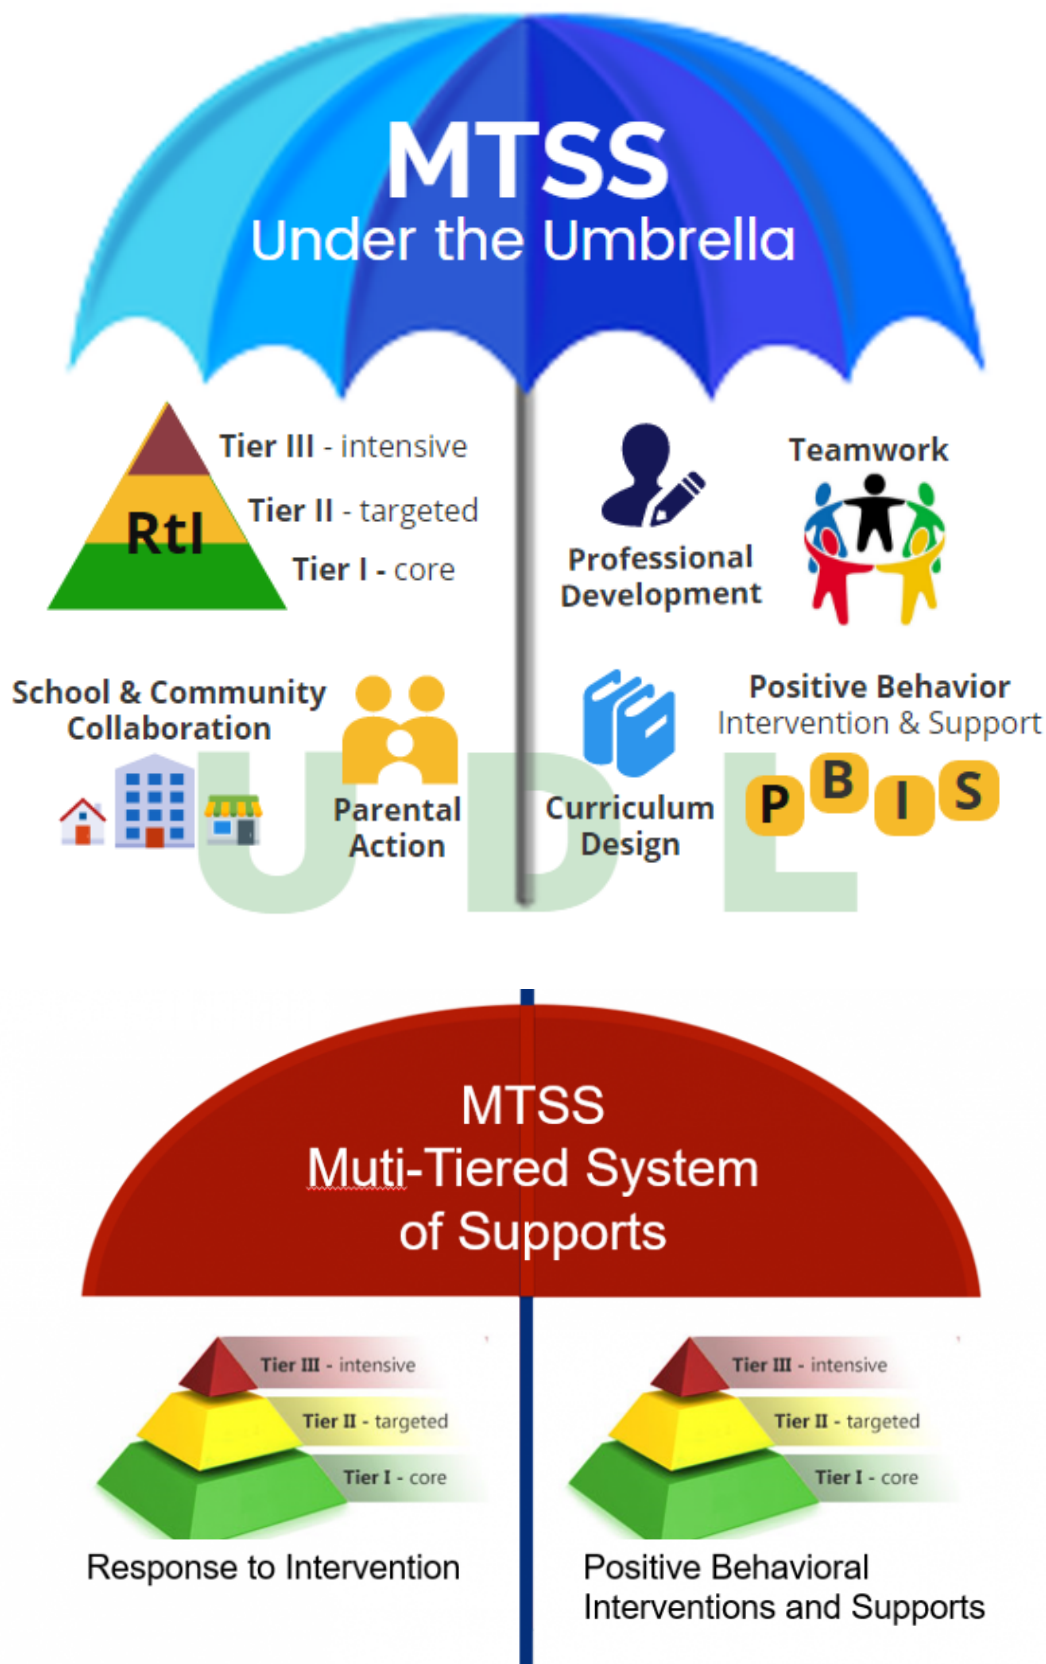 MTSS
Under the Umbrella
Tier III - intensive
Tier II - targeted
Tier I - core
RtI
Professional
Development
Teamwork
School & Community
Collaboration
Parental
Action
Curriculum
Design
Positive Behavior
Intervention & Support
P B I S
U D L
MTSS
Muti-Tiered System
of Supports
Tier III - intensive
Tier II - targeted
Tier I - core
Response to Intervention
Tier III - intensive
Tier II - targeted
Tier I - core
Positive Behavioral
Interventions and Supports